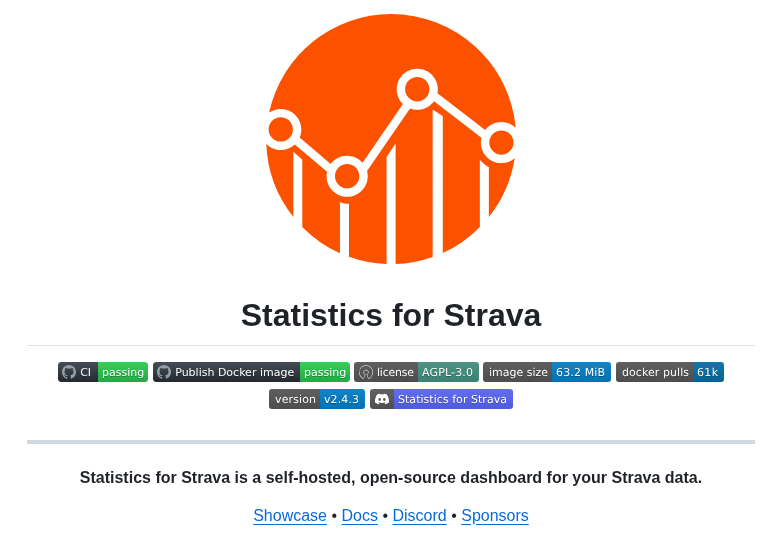 Statistics for Strava
CI passing Publish Docker image passing license AGPL-3.0 image size 63.2 MiB docker pulls 61k
version v2.4.3 Statistics for Strava
Statistics for Strava is a self-hosted, open-source dashboard for your Strava data.
Showcase • Docs • Discord • Sponsors